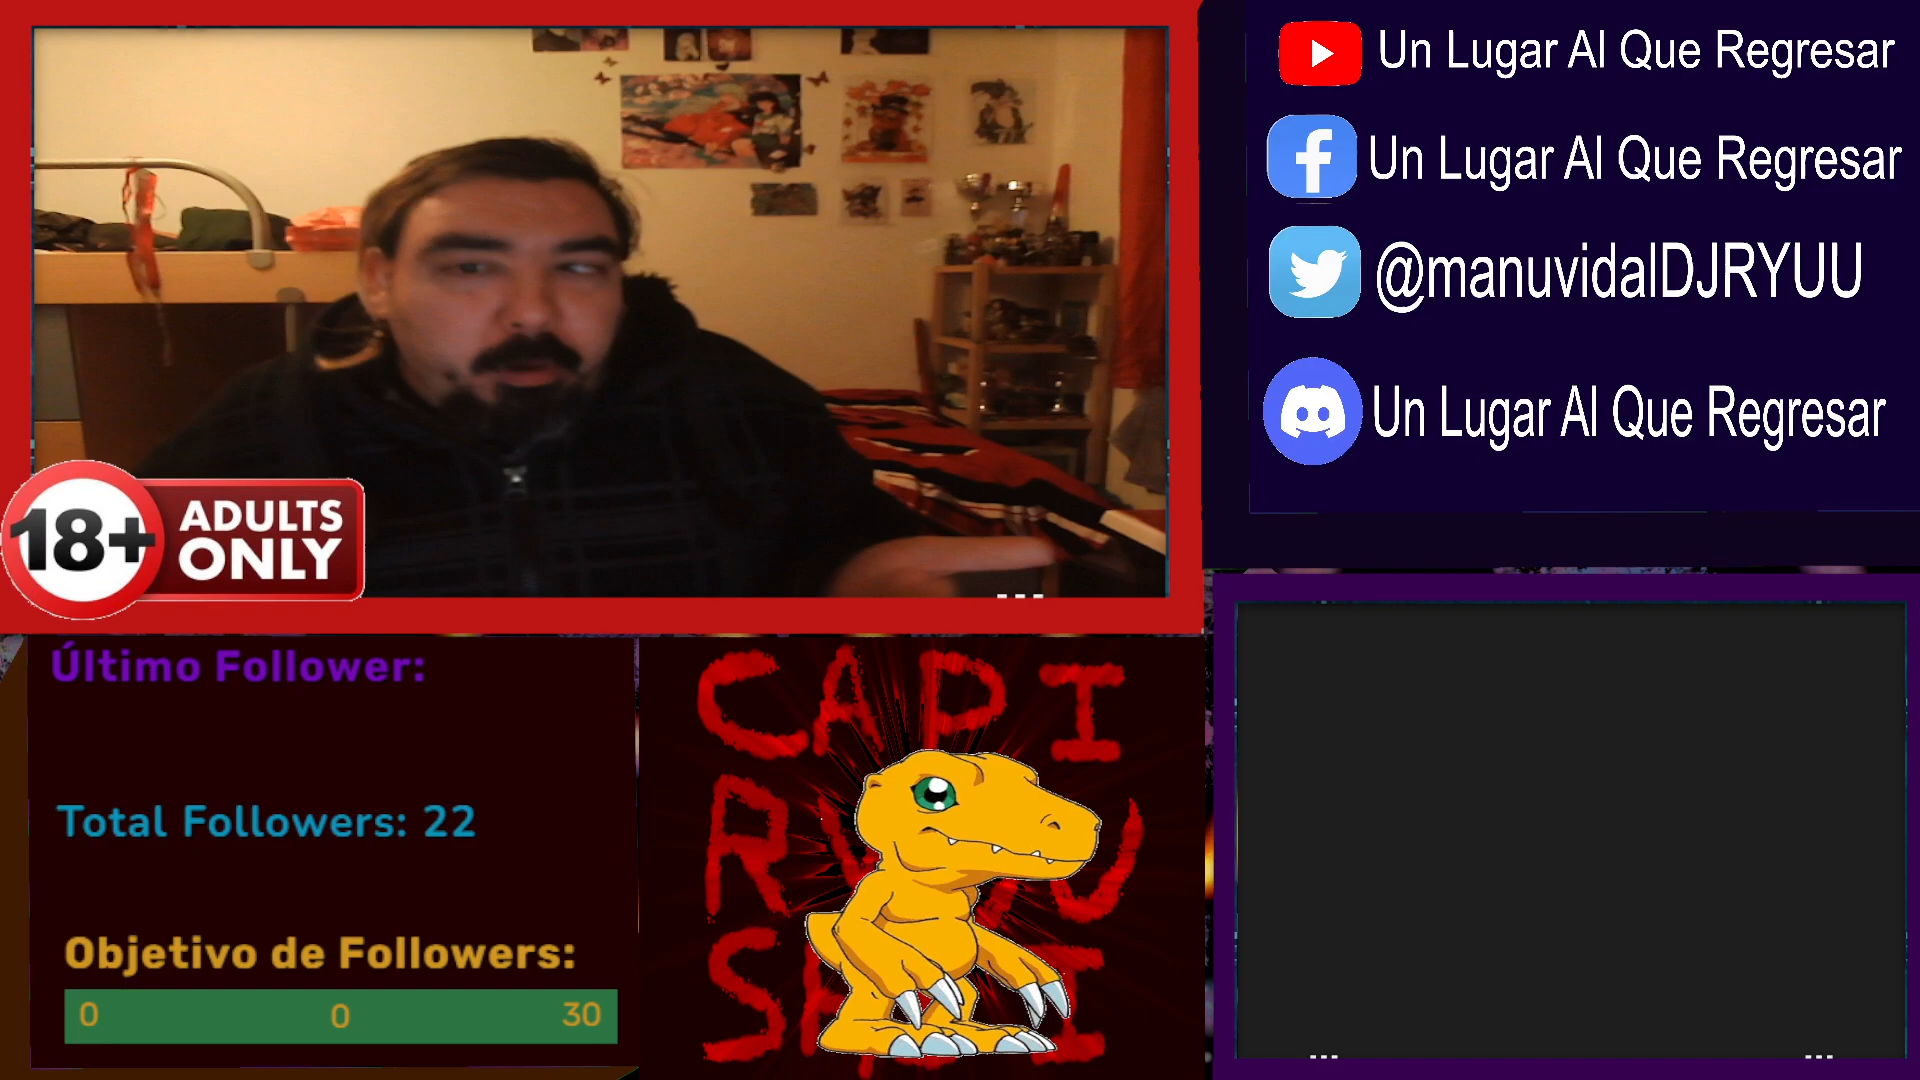 Un Lugar Al Que Regresar
Un Lugar Al Que Regresar
@manuvidalDJRYUU
Un Lugar Al Que Regresar
18+ ADULTS
ONLY
Último Follower:
Total Followers: 22
Objetivo de Followers:
0 0 30
CAPI